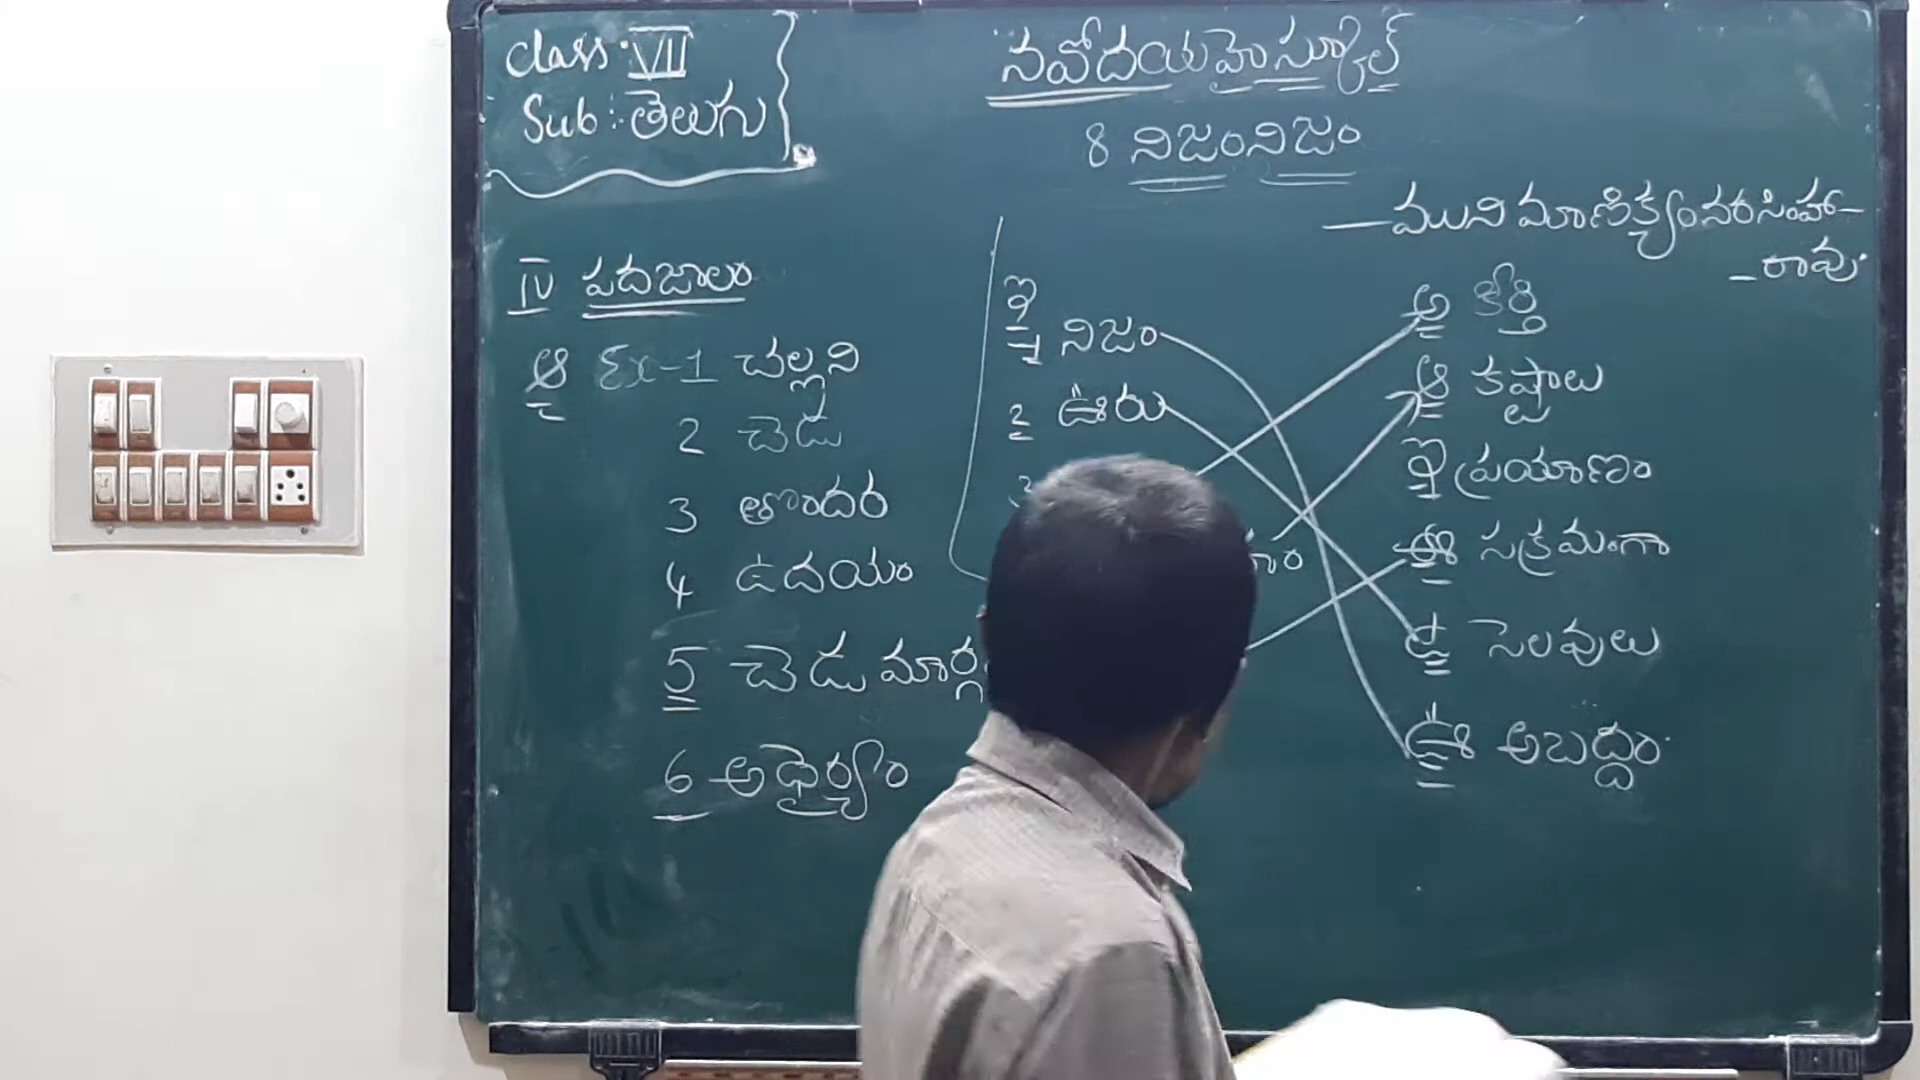 Class: VII
Sub: తెలుగు
నవోదయ హైస్కూల్
8 నిజంనిజం
— మునిమాణిక్యం నరసింహా–
– రావు.
IV పదజాలం
ఆ Ex-1 చల్లని
2 చెడు
3 తొందర
4 ఉదయం
5 చెడు మార్గ
6 అధైర్యం
ఇ
1 నిజం
2 ఊరు
3
అ కీర్తి
ఆ కష్టాలు
ఇ ప్రయాణం
ఈ సక్రమంగా
ఉ సెలవులు
ఊ అబద్దం.